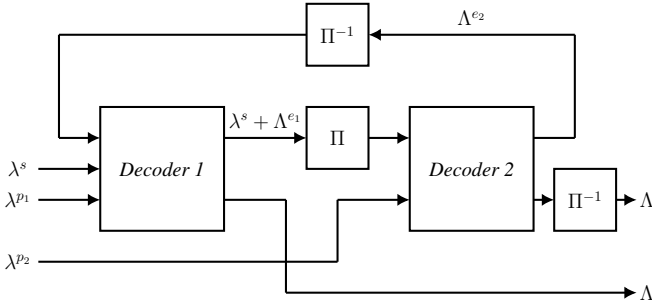 Λ^{e_2}
Π^{-1}
λ^s + Λ^{e_1}
Π
Decoder 1
Decoder 2
λ^s
λ^{p_1}
Π^{-1}
Λ
λ^{p_2}
Λ